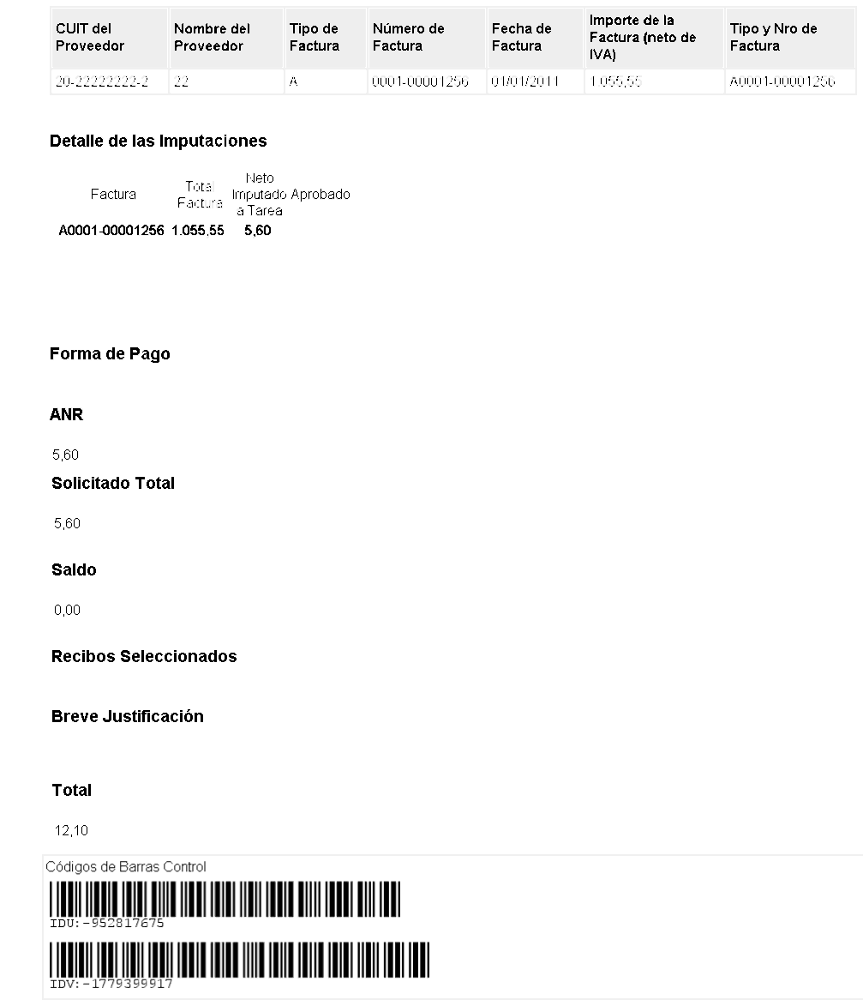 CUIT del Proveedor Nombre del Proveedor Tipo de Factura Número de Factura Fecha de Factura Importe de la Factura (neto de IVA) Tipo y Nro de Factura
20-22222222-2 22 A 0001-00001256 01/01/2011 1.055,55 A0001-00001256
Detalle de las Imputaciones
Factura Total Factura Neto Imputado a Tarea Aprobado
A0001-00001256 1.055,55 5,60
Forma de Pago
ANR
5,60
Solicitado Total
5,60
Saldo
0,00
Recibos Seleccionados
Breve Justificación
Total
12,10
Códigos de Barras Control
IDU:-952817675
IDV:-1779399917